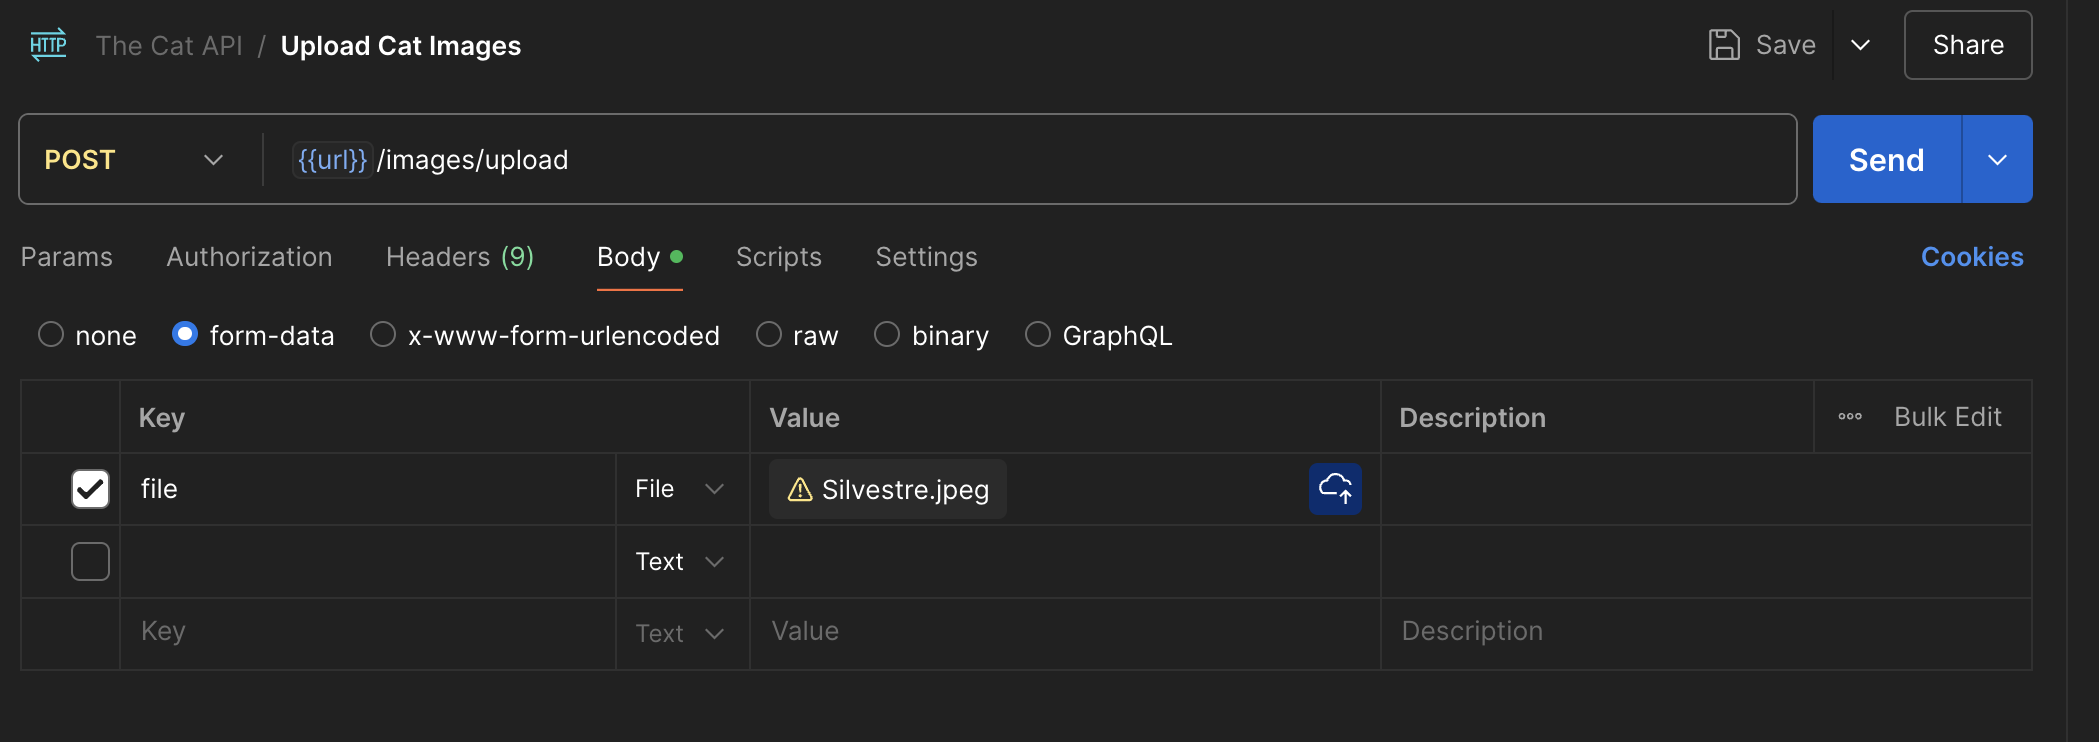 HTTP The Cat API / Upload Cat Images Save Share
POST {{url}}/images/upload Send
Params Authorization Headers (9) Body Scripts Settings Cookies
none form-data x-www-form-urlencoded raw binary GraphQL
Key Value Description Bulk Edit
file File Silvestre.jpeg
Text
Key Text Value Description